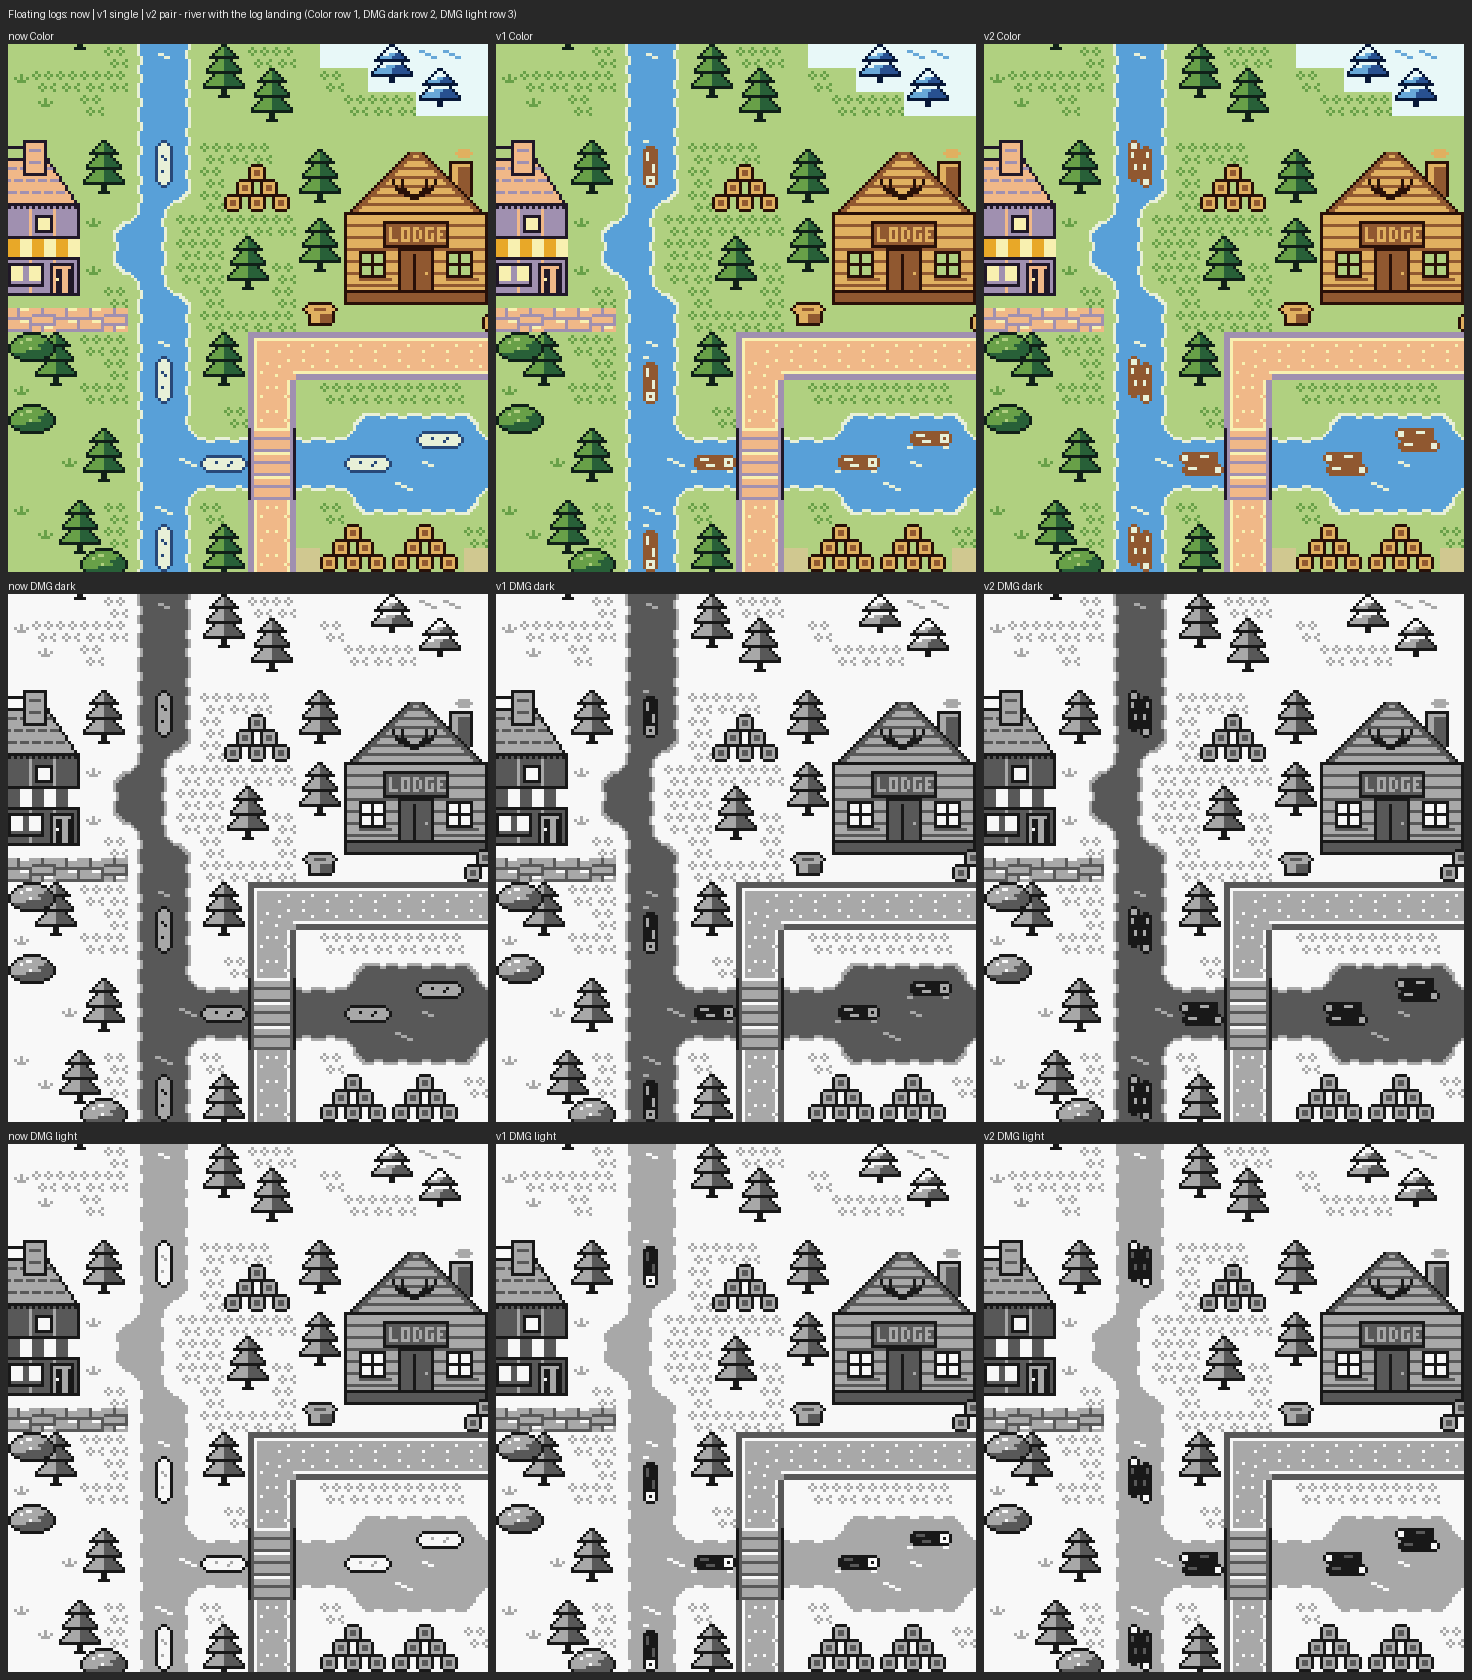 Floating logs: now | v1 single | v2 pair - river with the log landing (Color row 1, DMG dark row 2, DMG light row 3)
now Color
v1 Color
v2 Color
LODGE
LODGE
LODGE
now DMG dark
v1 DMG dark
v2 DMG dark
LODGE
LODGE
LODGE
now DMG light
v1 DMG light
v2 DMG light
LODGE
LODGE
LODGE